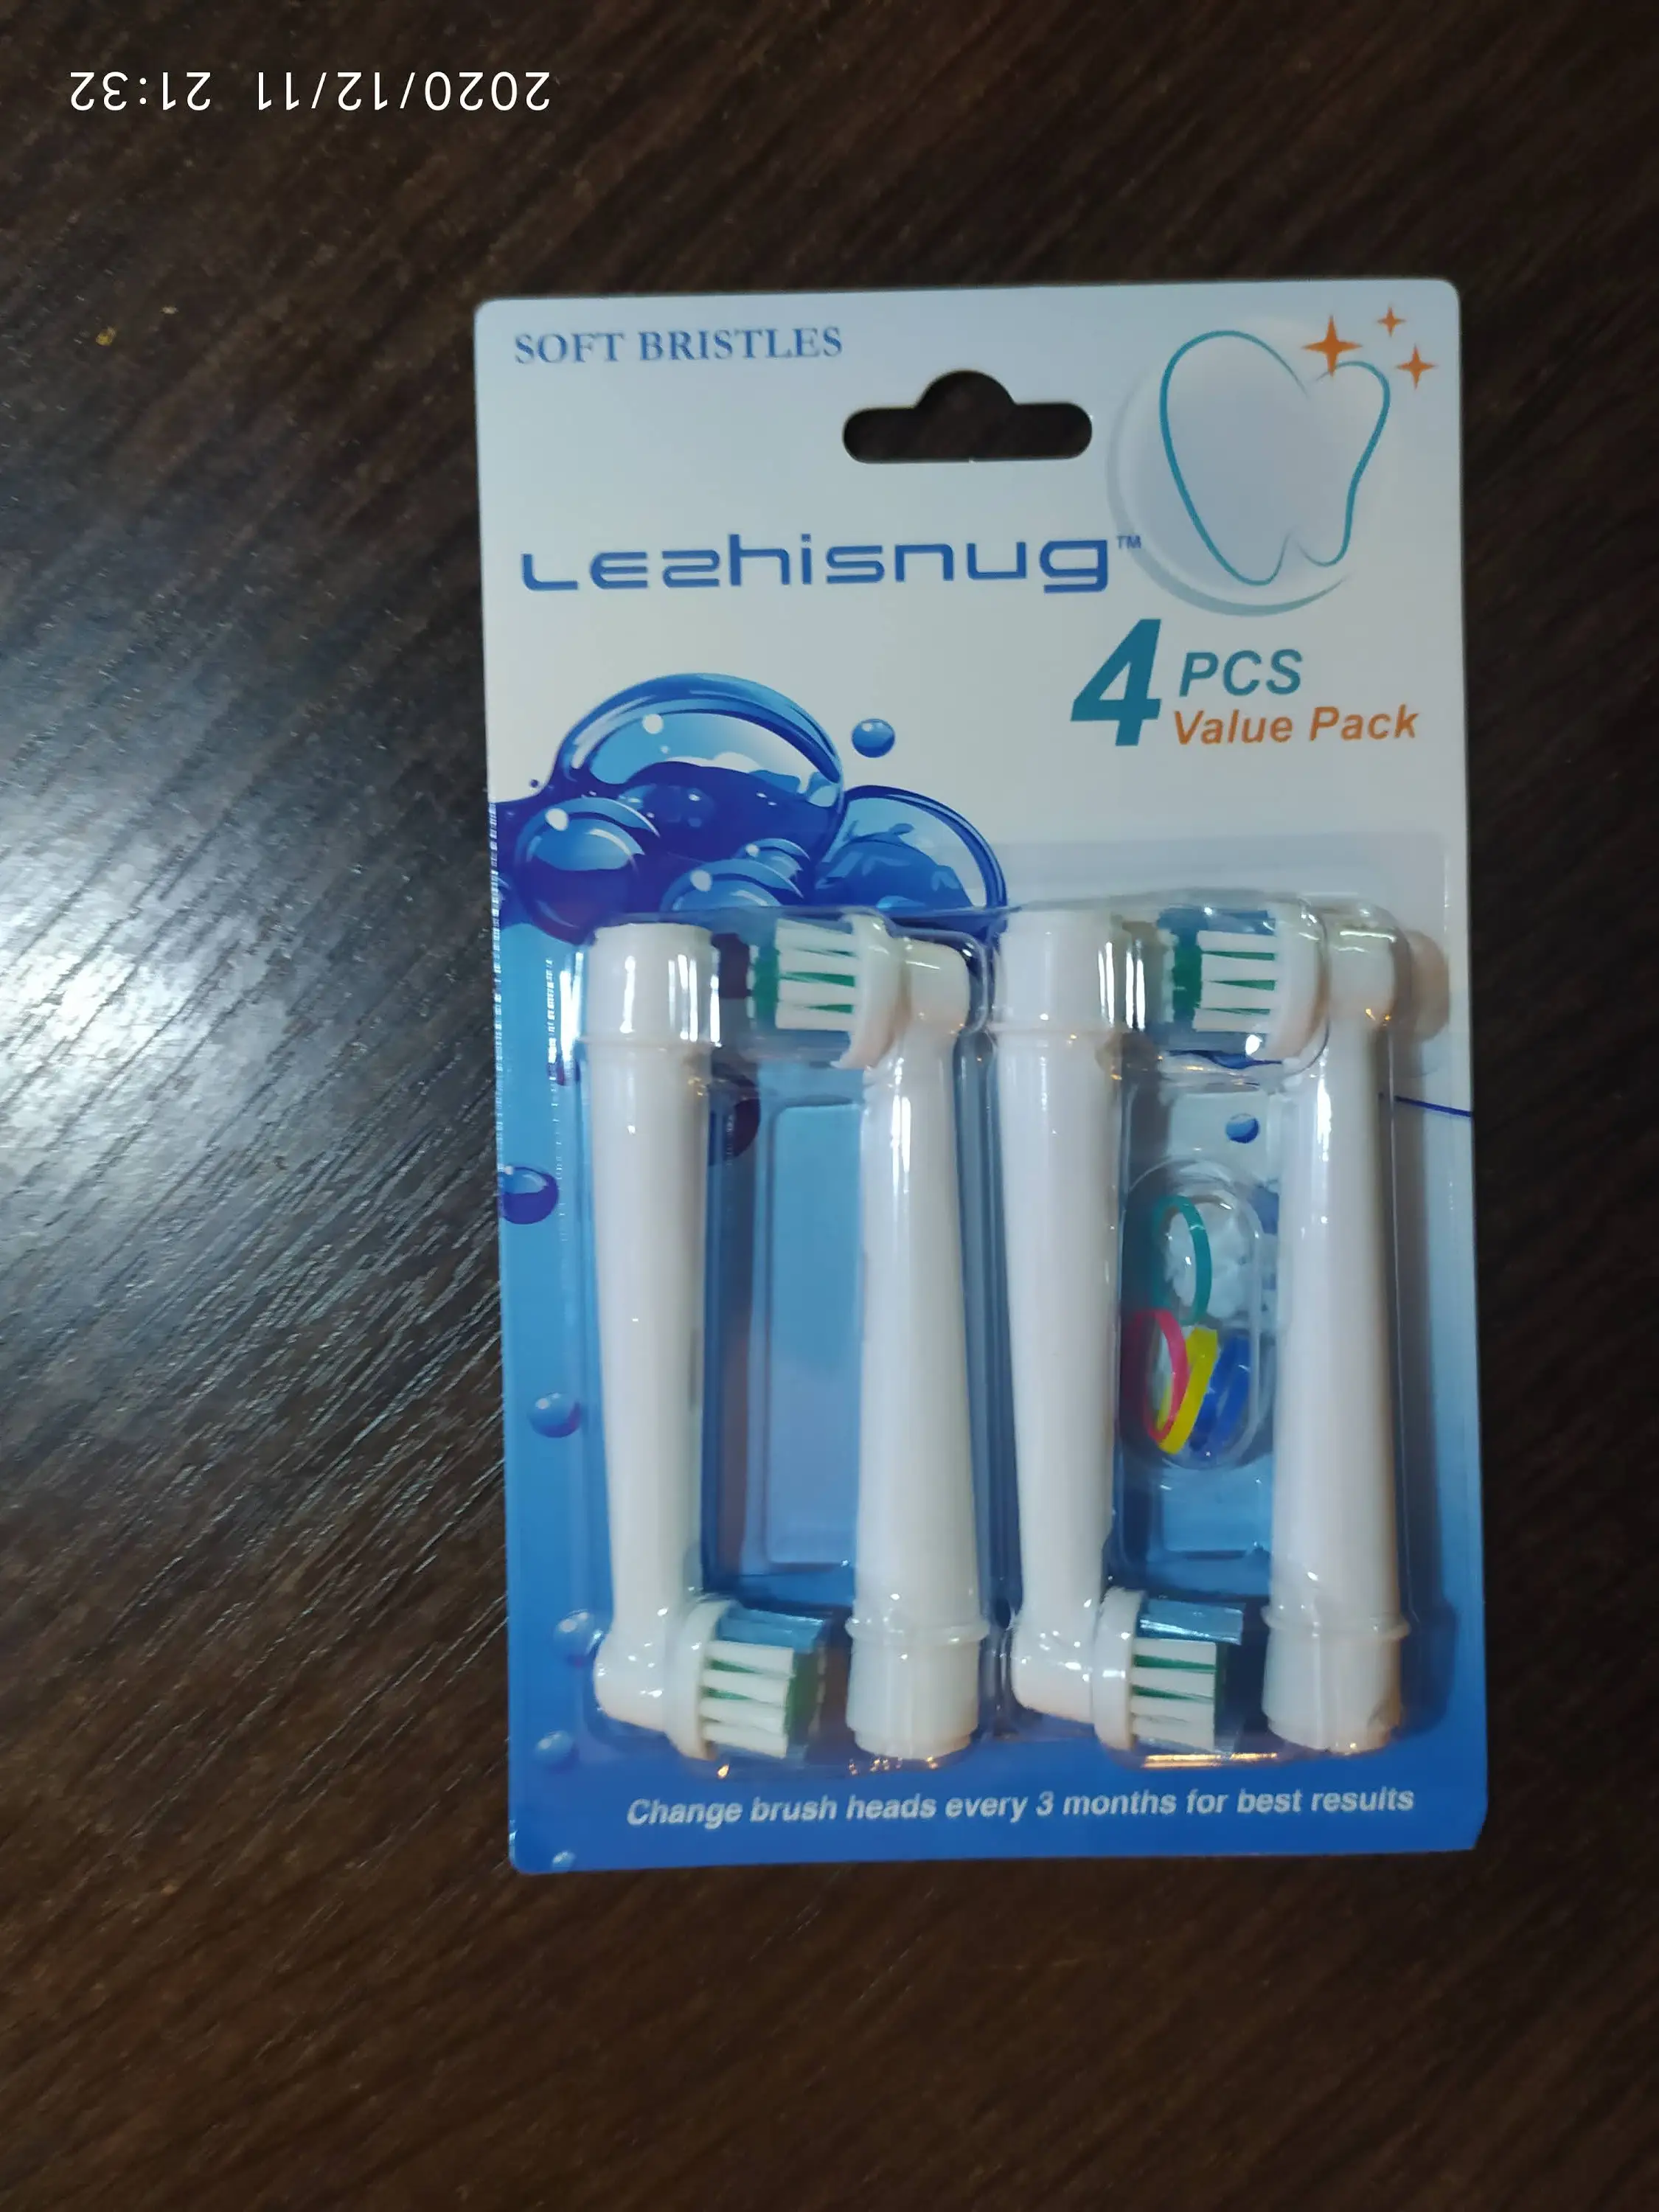 2020/12/11 21:32
SOFT BRISTLES
Lezhisnug™
4 PCS
Value Pack
Change brush heads every 3 months for best results